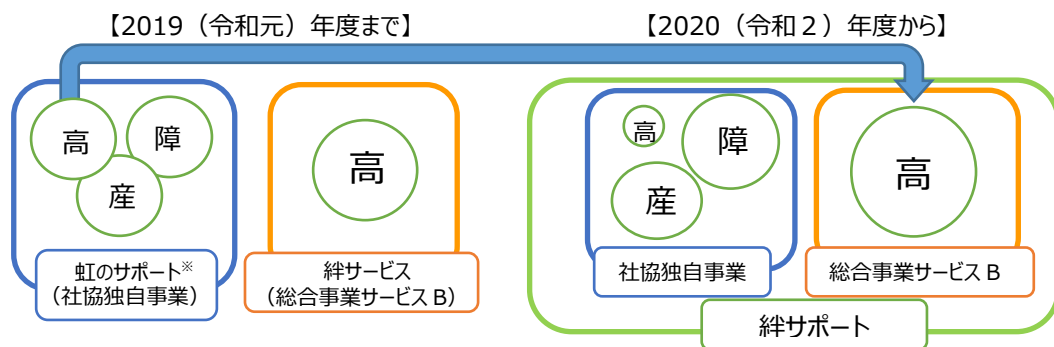 【2019（令和元）年度まで】
【2020（令和２）年度から】
高
障
産
高
高
障
産
高
虹のサポート※
（社協独自事業）
絆サービス
（総合事業サービスB）
社協独自事業
総合事業サービスB
絆サポート